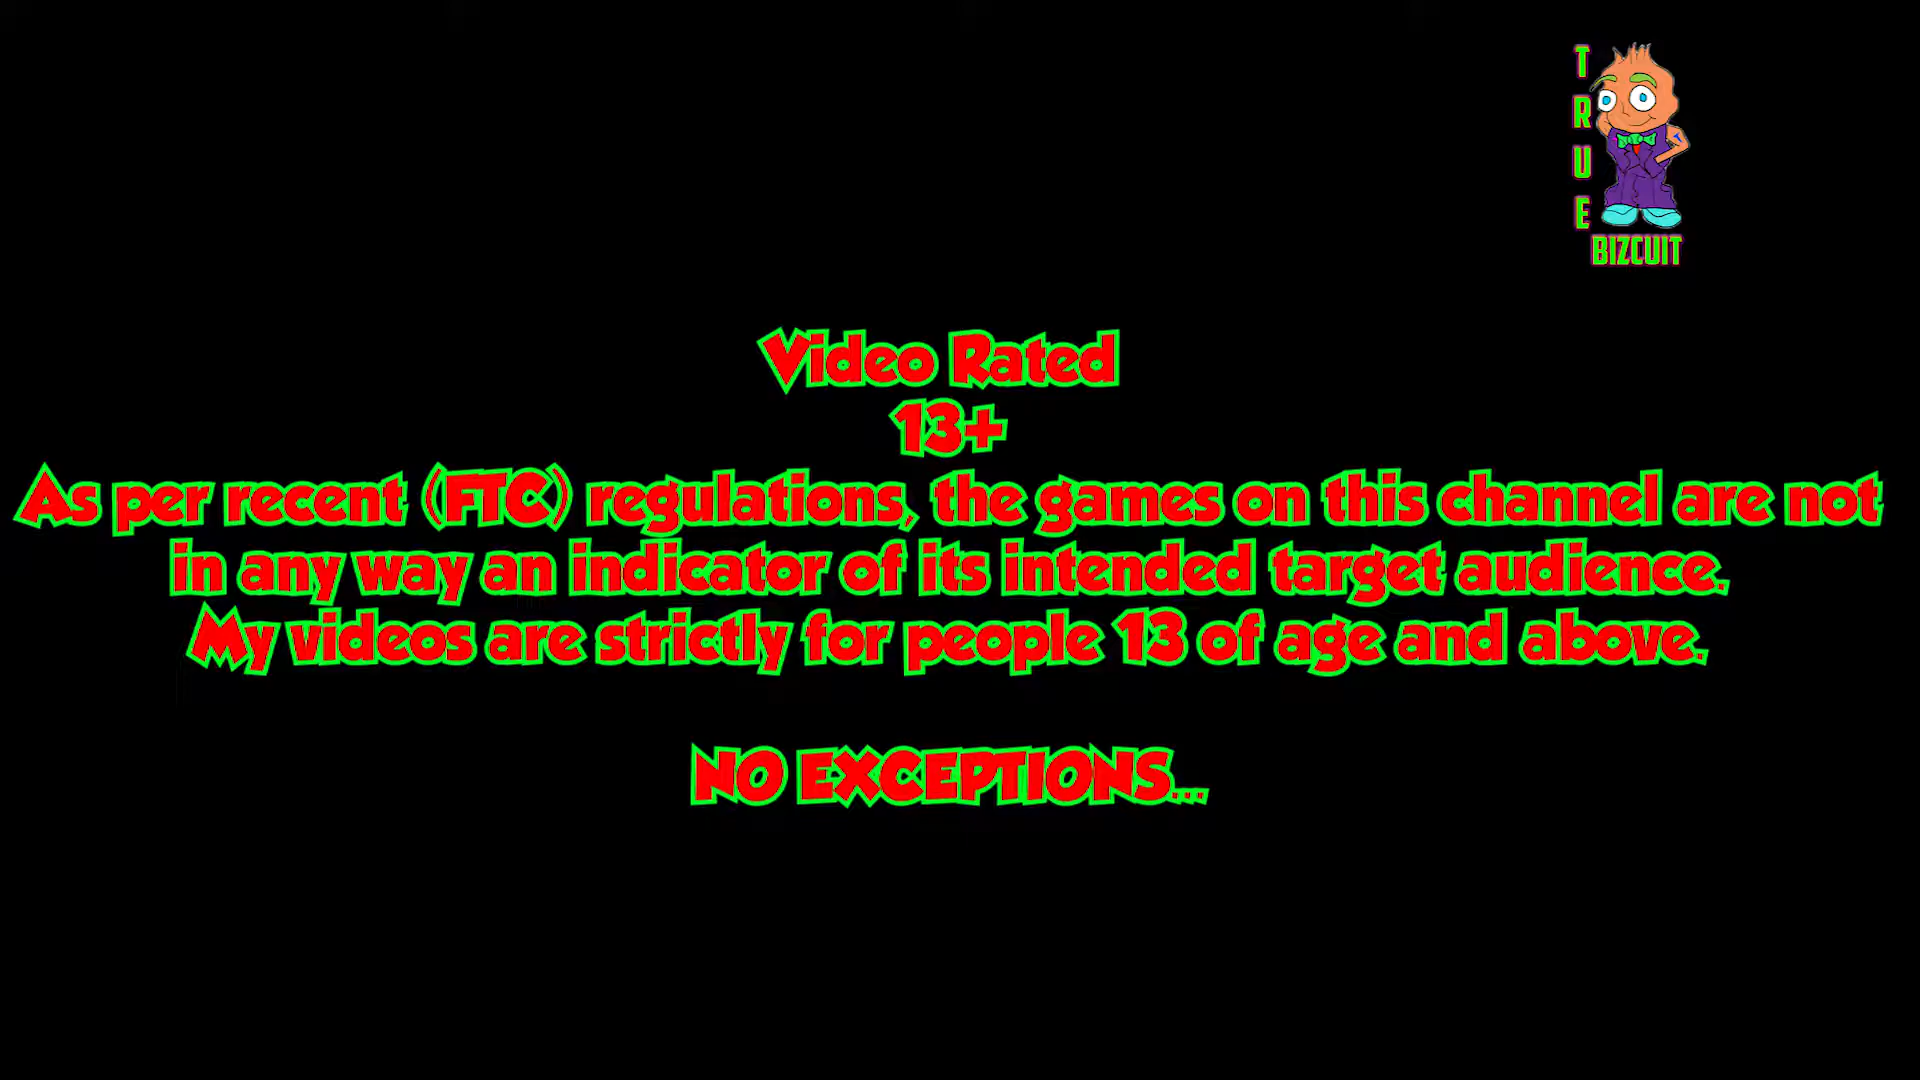 TRUE
BIZCUIT
Video Rated
13+
As per recent (FTC) regulations, the games on this channel are not
in any way an indicator of its intended target audience.
My videos are strictly for people 13 of age and above.
NO EXCEPTIONS...